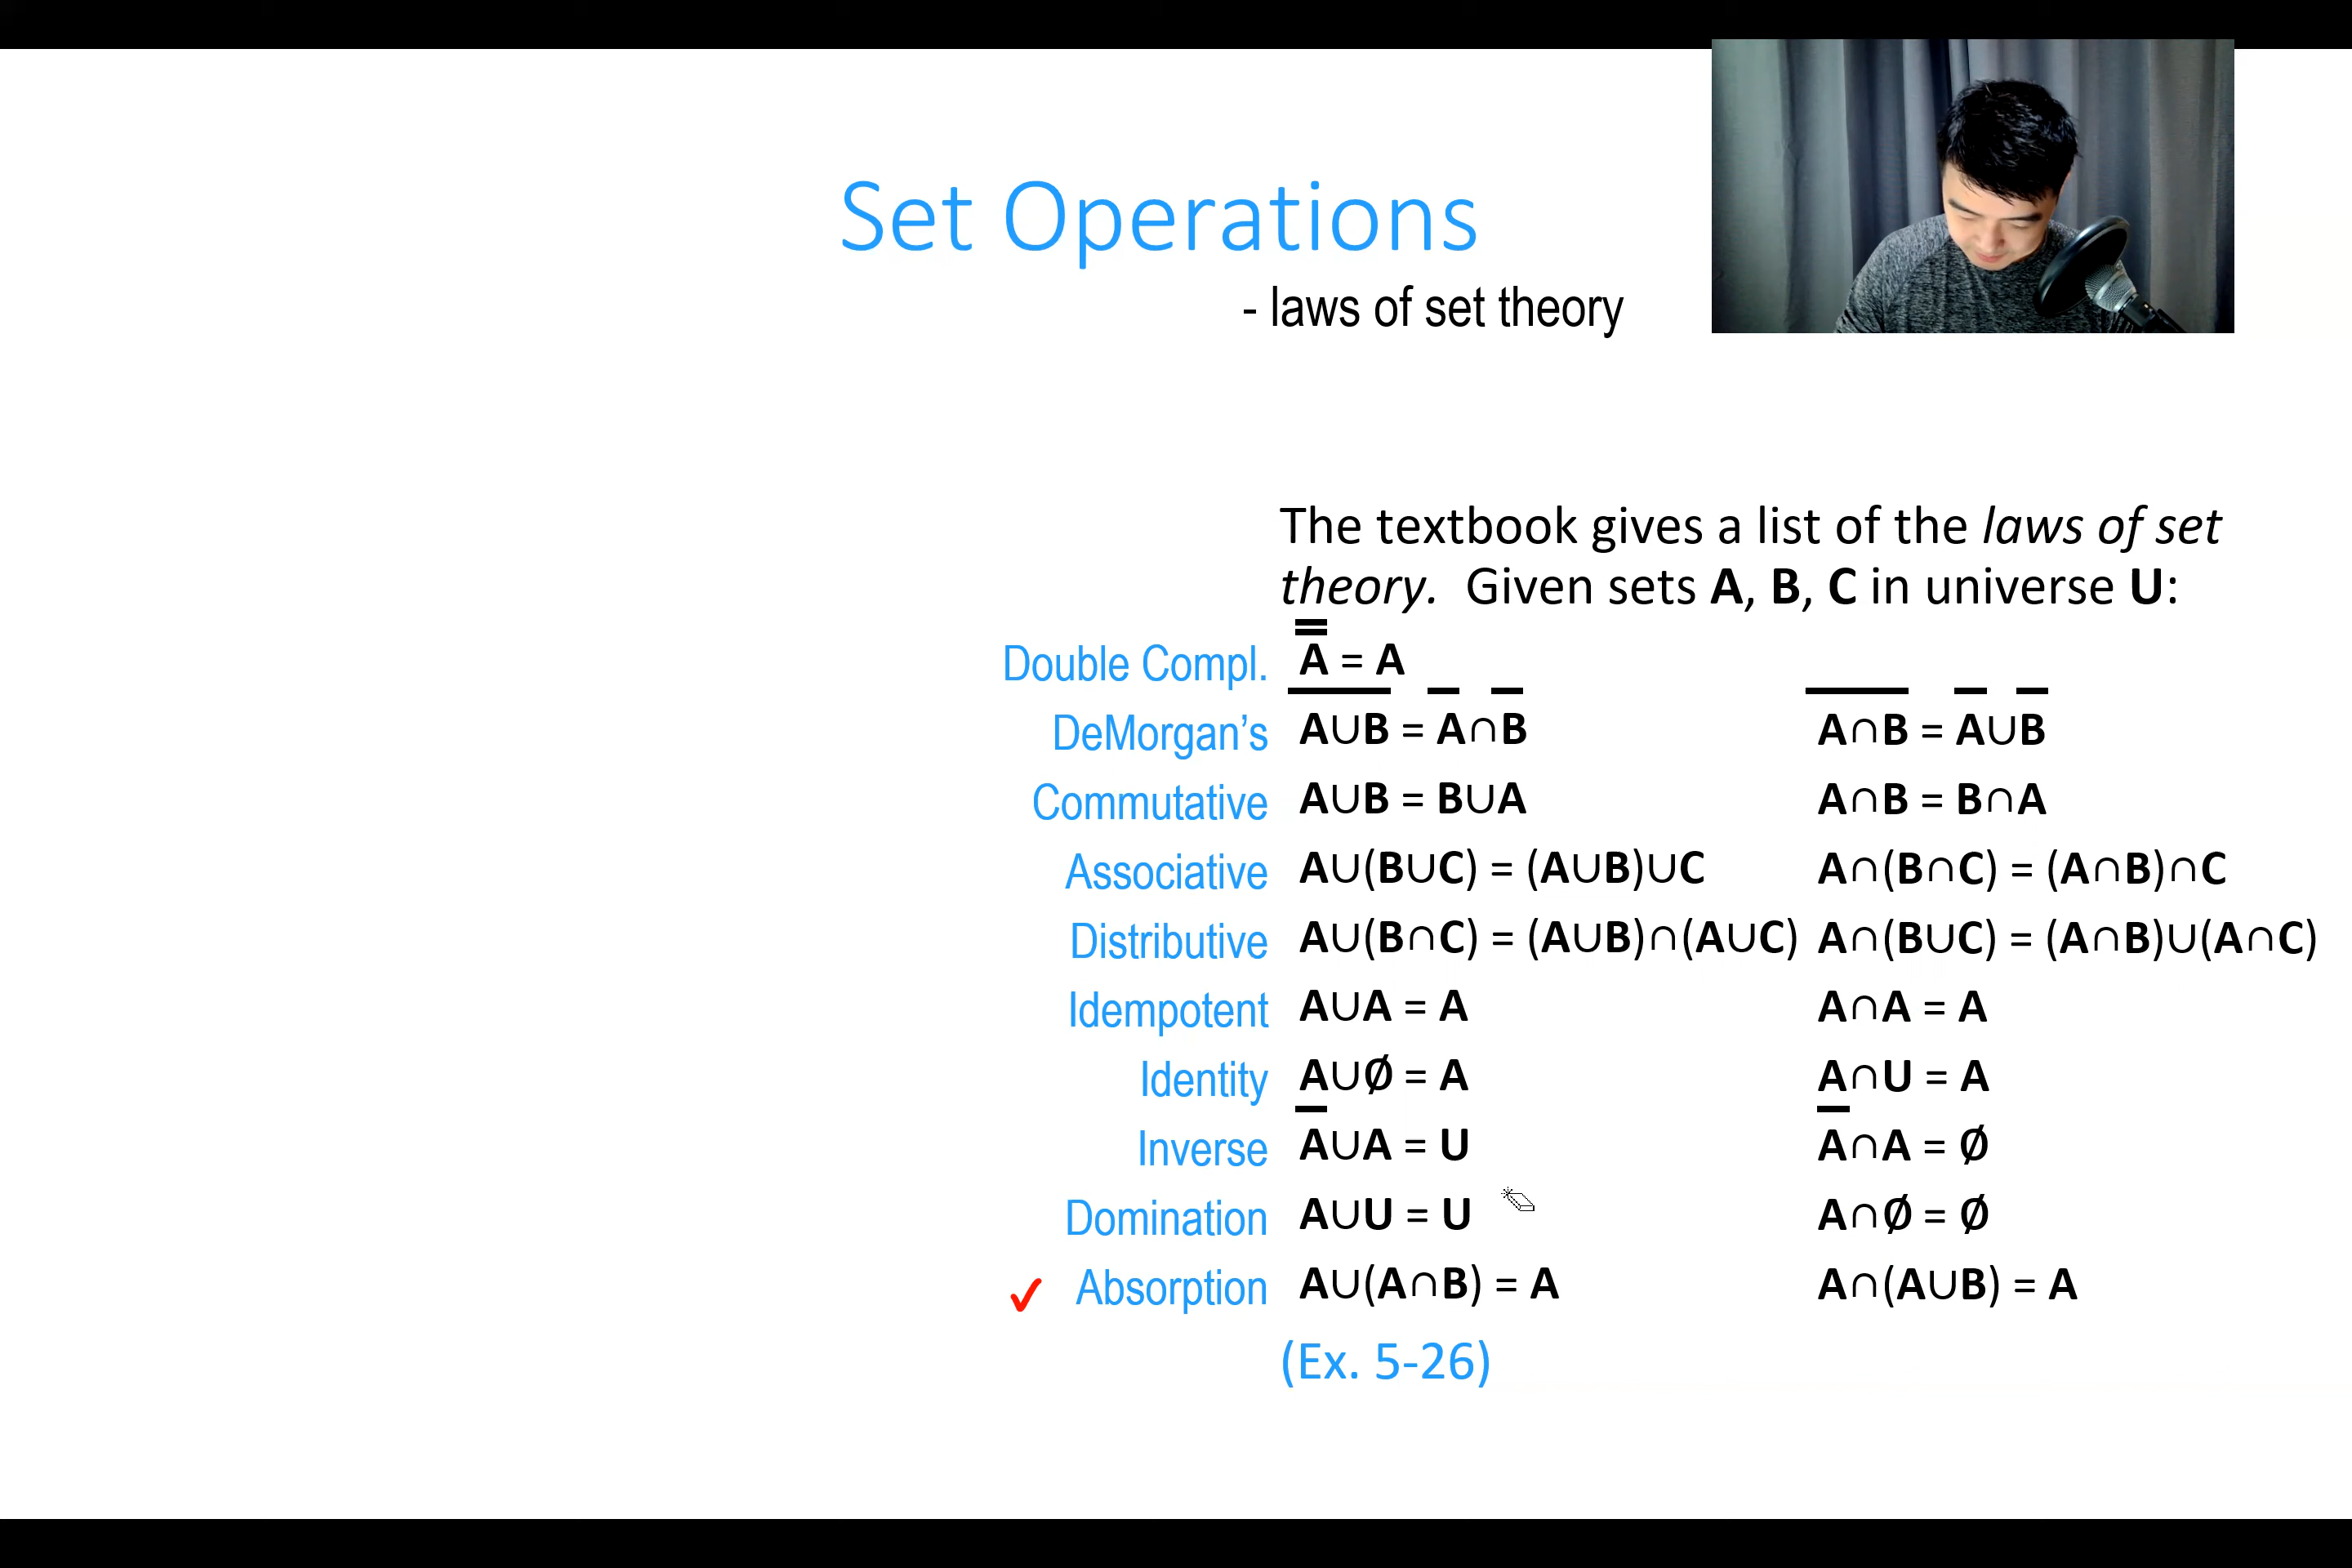 Set Operations
- laws of set theory
The textbook gives a list of the laws of set
theory. Given sets A, B, C in universe U:
Double Compl. A̿ = A
DeMorgan’s A̅∪̅B̅ = A̅∩B̅ A̅∩̅B̅ = A̅∪B̅
Commutative A∪B = B∪A A∩B = B∩A
Associative A∪(B∪C) = (A∪B)∪C A∩(B∩C) = (A∩B)∩C
Distributive A∪(B∩C) = (A∪B)∩(A∪C) A∩(B∪C) = (A∩B)∪(A∩C)
Idempotent A∪A = A A∩A = A
Identity A∪Ø = A A∩U = A
Inverse A̅∪A = U A̅∩A = Ø
Domination A∪U = U A∩Ø = Ø
✓ Absorption A∪(A∩B) = A A∩(A∪B) = A
(Ex. 5-26)